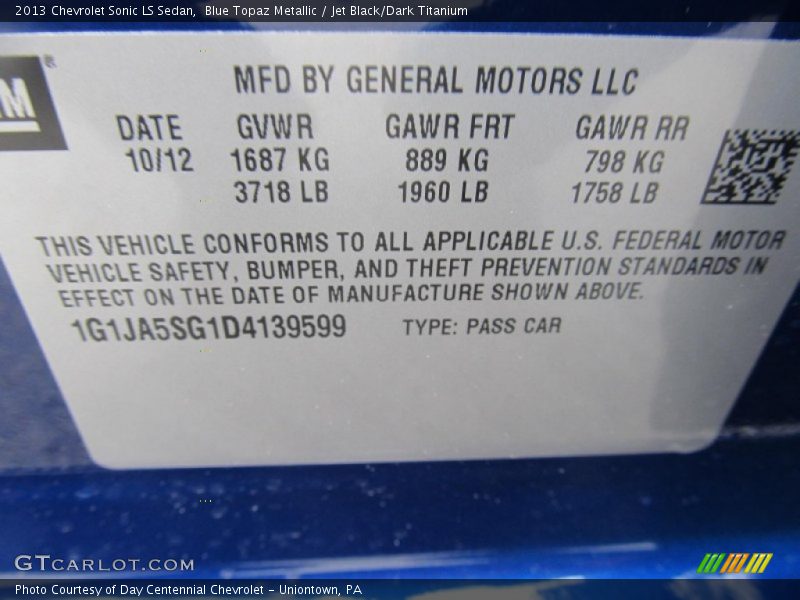 2013 Chevrolet Sonic LS Sedan, Blue Topaz Metallic / Jet Black/Dark Titanium
M ®
MFD BY GENERAL MOTORS LLC
DATE GVWR GAWR FRT GAWR RR
10/12 1687 KG 889 KG 798 KG
3718 LB 1960 LB 1758 LB
THIS VEHICLE CONFORMS TO ALL APPLICABLE U.S. FEDERAL MOTOR
VEHICLE SAFETY, BUMPER, AND THEFT PREVENTION STANDARDS IN
EFFECT ON THE DATE OF MANUFACTURE SHOWN ABOVE.
1G1JA5SG1D4139599 TYPE: PASS CAR
GTCARLOT.COM
Photo Courtesy of Day Centennial Chevrolet – Uniontown, PA